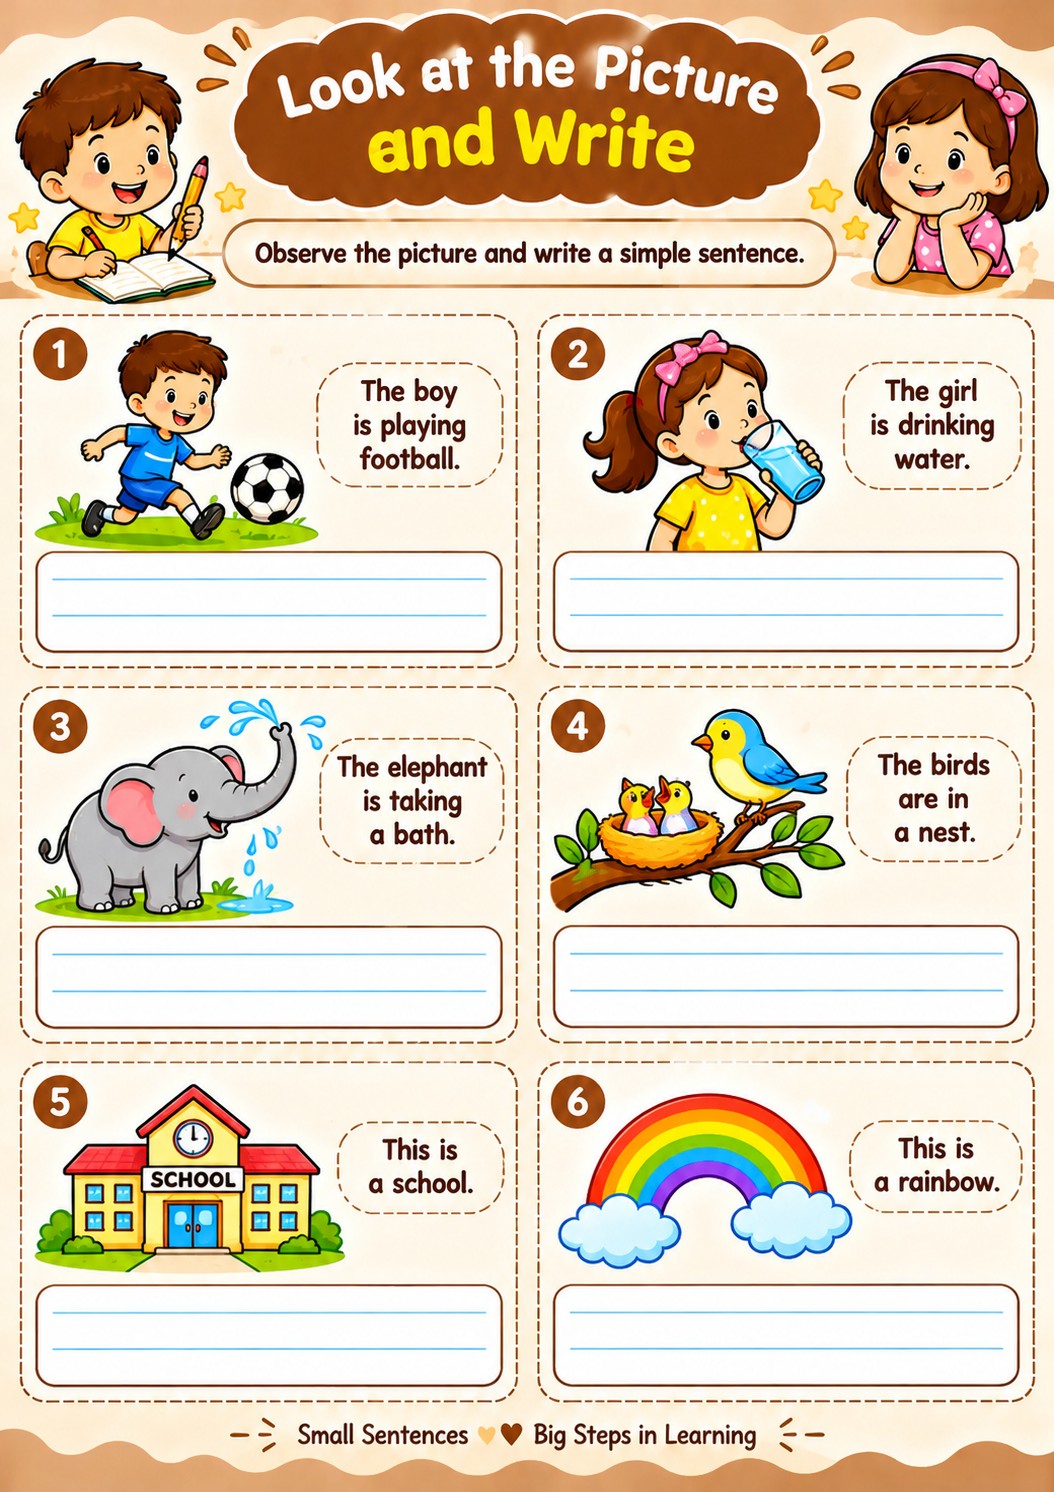 Look at the Picture
and Write
Observe the picture and write a simple sentence.
1
The boy
is playing
football.
2
The girl
is drinking
water.
3
The elephant
is taking
a bath.
4
The birds
are in
a nest.
5
SCHOOL
This is
a school.
6
This is
a rainbow.
Small Sentences Big Steps in Learning